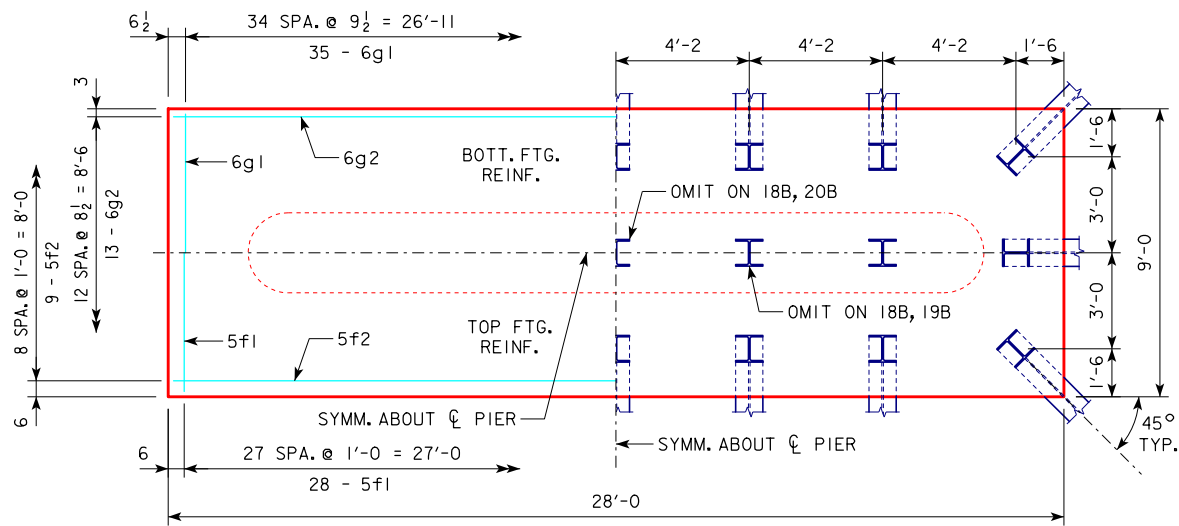 6½
34 SPA. @ 9½ = 26'-11
35 - 6g1
4'-2
4'-2
4'-2
1'-6
3
8 SPA. @ 1'-0 = 8'-0
9 - 5f2
12 SPA. @ 8½ = 8'-6
13 - 6g2
6
6g1
6g2
BOTT. FTG.
REINF.
OMIT ON 18B, 20B
1'-6
3'-0
9'-0
3'-0
1'-6
OMIT ON 18B, 19B
5f1
5f2
TOP FTG.
REINF.
SYMM. ABOUT ℄ PIER
SYMM. ABOUT ℄ PIER
45°
TYP.
6
27 SPA. @ 1'-0 = 27'-0
28 - 5f1
28'-0